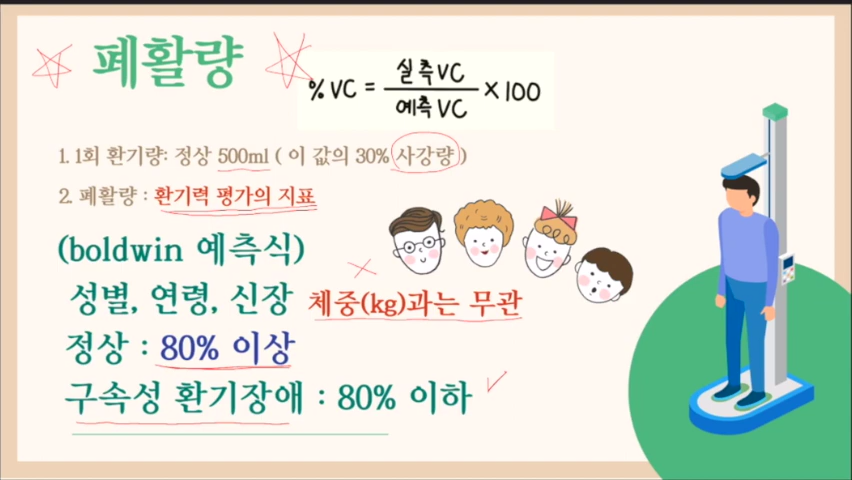 폐활량
%VC = 실측VC / 예측VC ×100
1. 1회 환기량: 정상 500ml ( 이 값의 30% 사강량 )
2. 폐활량 : 환기력 평가의 지표
(boldwin 예측식)
성별, 연령, 신장 체중(kg)과는 무관
정상 : 80% 이상
구속성 환기장애 : 80% 이하